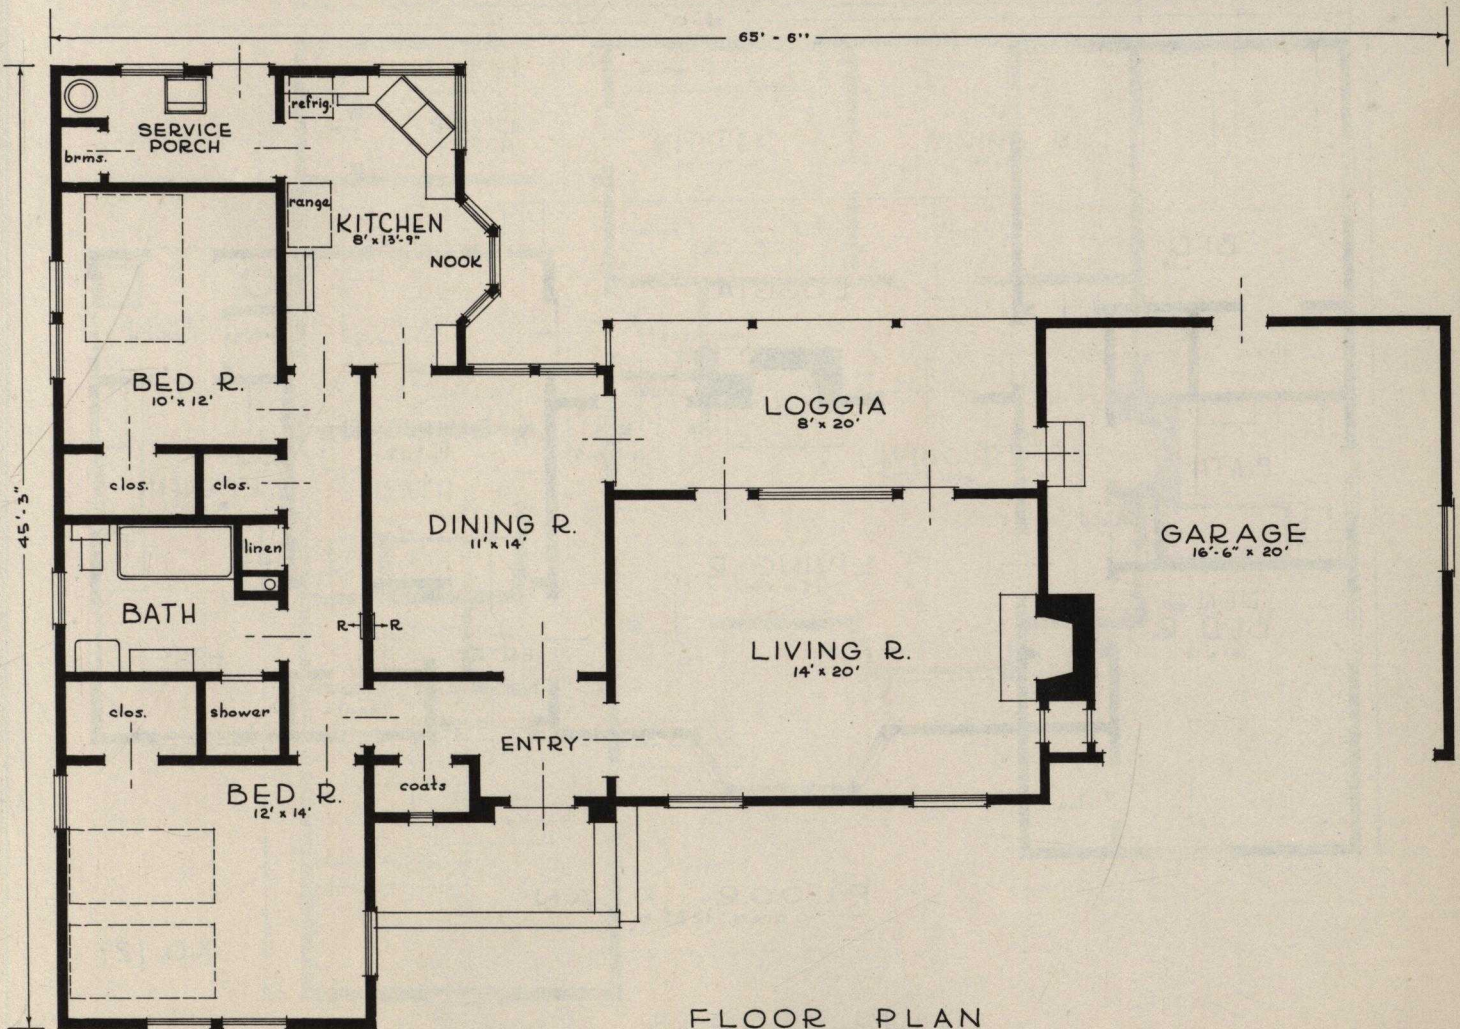 65' - 6"
45' - 3"
SERVICE
PORCH
brms.
refrig.
range
KITCHEN
8' x 13'-9"
NOOK
BED R.
10' x 12'
clos.
clos.
linen
BATH
R R
DINING R.
11' x 14'
LOGGIA
8' x 20'
GARAGE
16'-6" x 20'
LIVING R.
14' x 20'
clos.
shower
ENTRY
coats
BED R.
12' x 14'
FLOOR PLAN